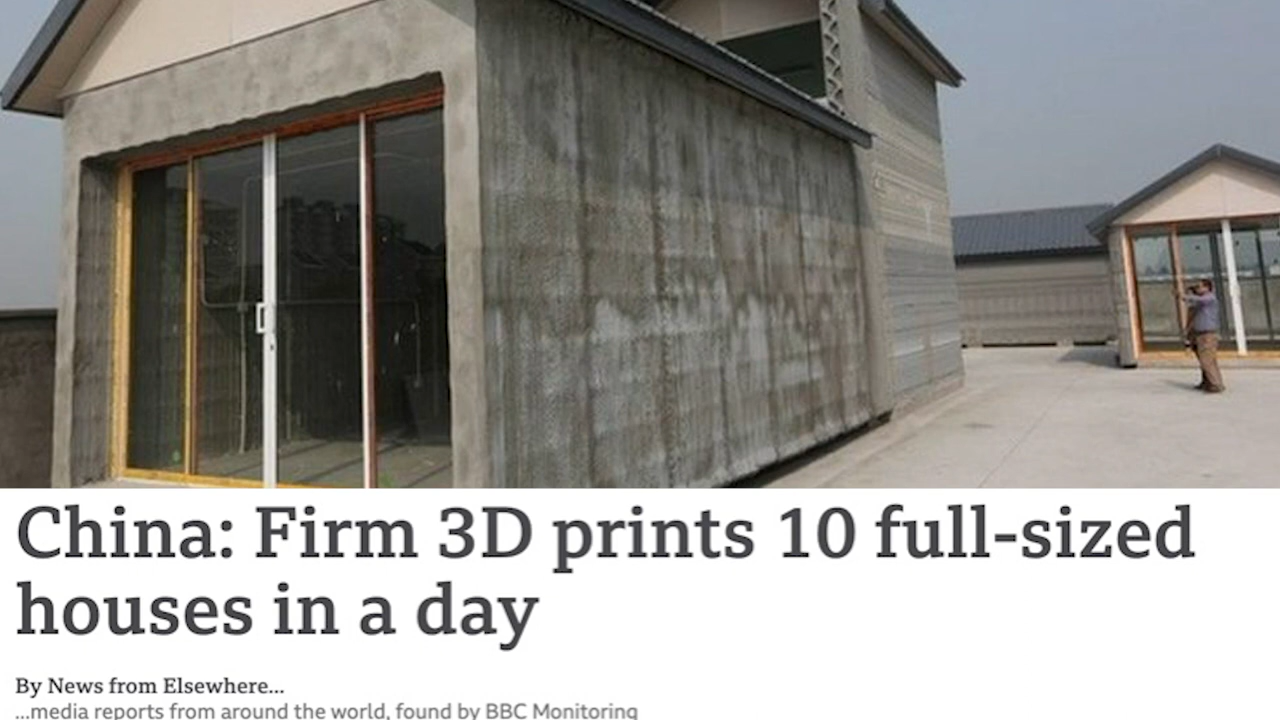 China: Firm 3D prints 10 full-sized
houses in a day
By News from Elsewhere...
...media reports from around the world, found by BBC Monitoring